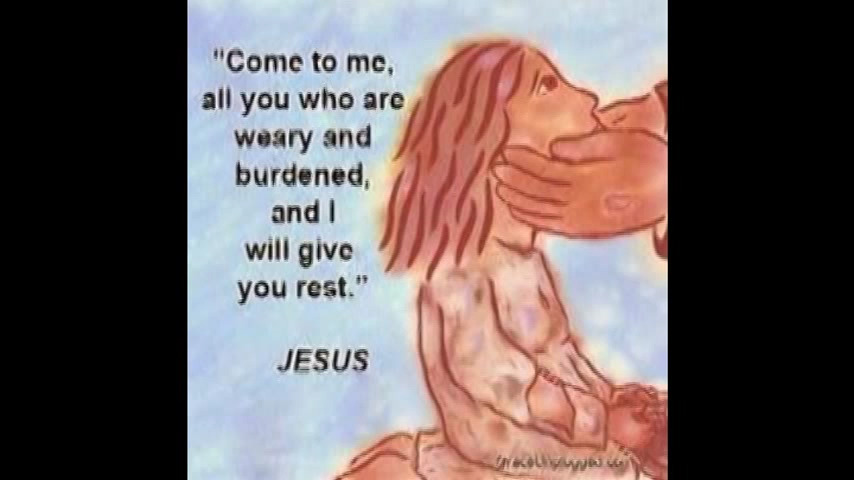 "Come to me,
all you who are
weary and
burdened,
and I
will give
you rest."
JESUS